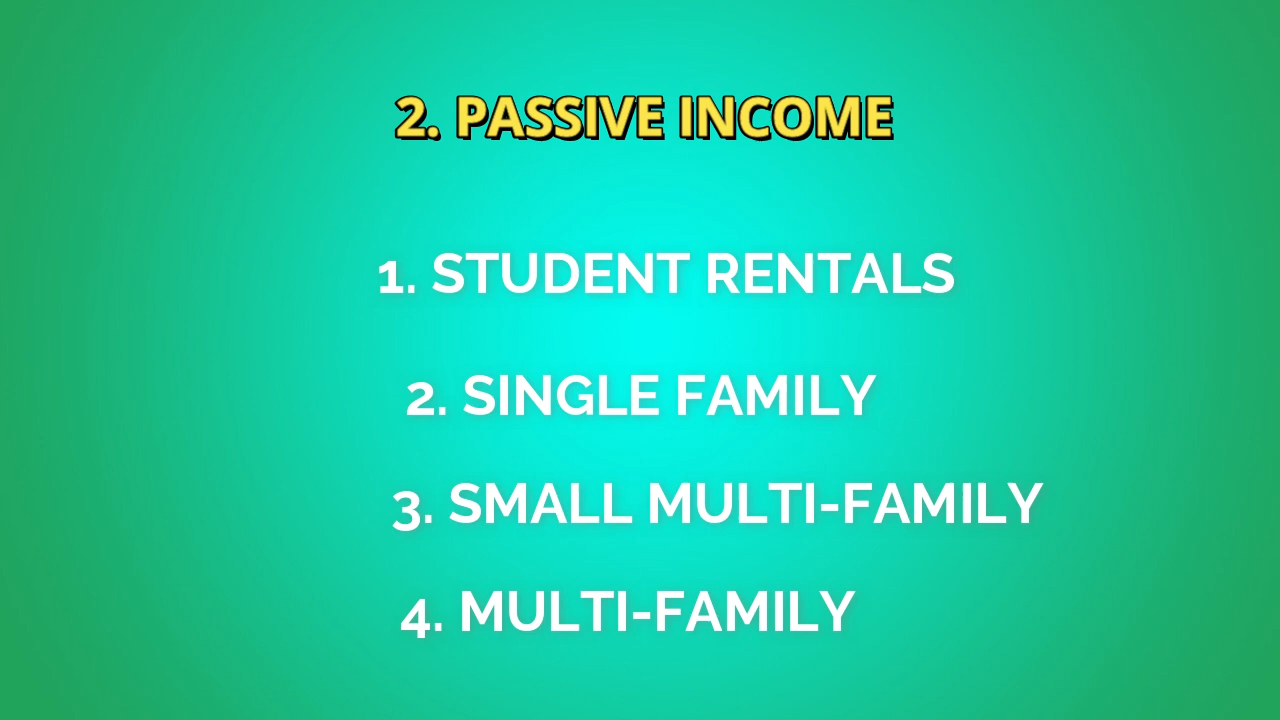 2. PASSIVE INCOME
1. STUDENT RENTALS
2. SINGLE FAMILY
3. SMALL MULTI-FAMILY
4. MULTI-FAMILY